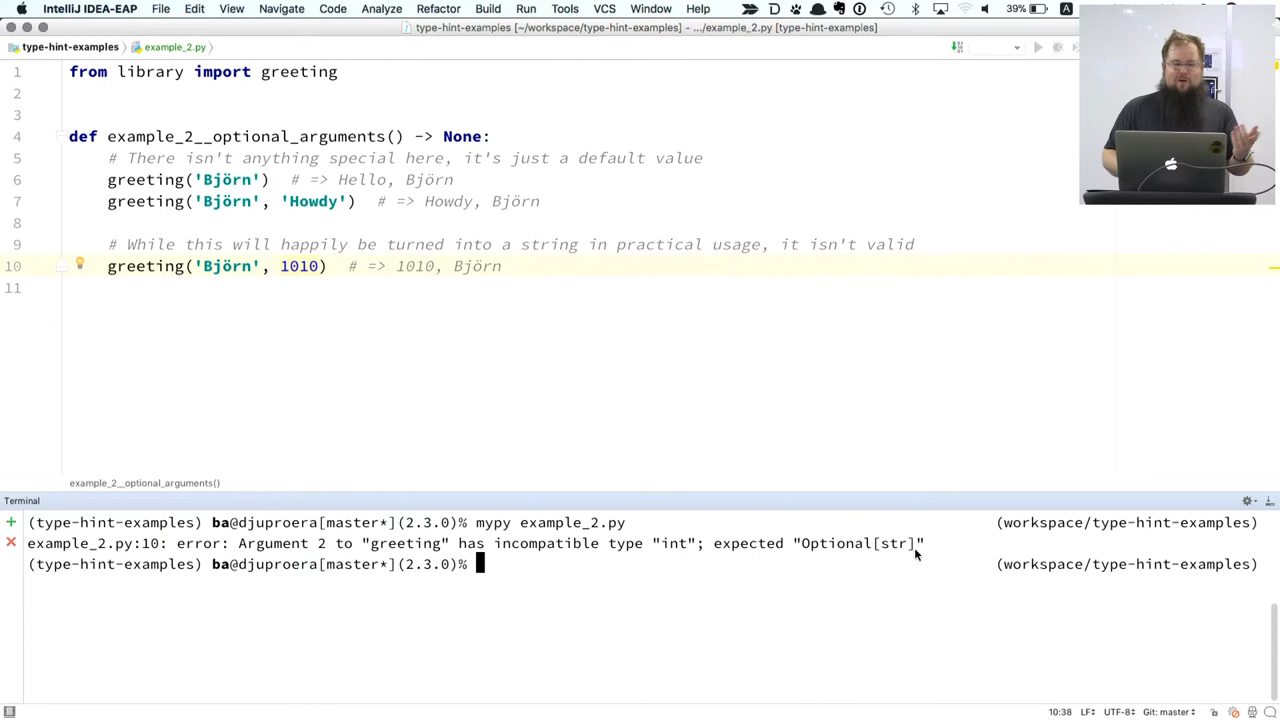 IntelliJ IDEA-EAP File Edit View Navigate Code Analyze Refactor Build Run Tools VCS Window Help 39% A
type-hint-examples [~/workspace/type-hint-examples] - .../example_2.py [type-hint-examples]
type-hint-examples example_2.py
1 from library import greeting
2
3
4 def example_2__optional_arguments() -> None:
5 # There isn't anything special here, it's just a default value
6 greeting('Björn') # => Hello, Björn
7 greeting('Björn', 'Howdy') # => Howdy, Björn
8
9 # While this will happily be turned into a string in practical usage, it isn't valid
10 greeting('Björn', 1010) # => 1010, Björn
11
example_2__optional_arguments()
Terminal
(type-hint-examples) ba@djuproera[master*](2.3.0)% mypy example_2.py (workspace/type-hint-examples)
example_2.py:10: error: Argument 2 to "greeting" has incompatible type "int"; expected "Optional[str]"
(type-hint-examples) ba@djuproera[master*](2.3.0)% (workspace/type-hint-examples)
10:38 LF UTF-8 Git: master